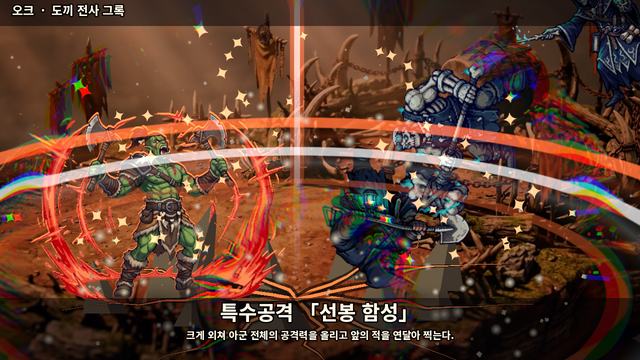 오크 · 도끼 전사 그록
특수공격 「선봉 함성」
크게 외쳐 아군 전체의 공격력을 올리고 앞의 적을 연달아 찍는다.